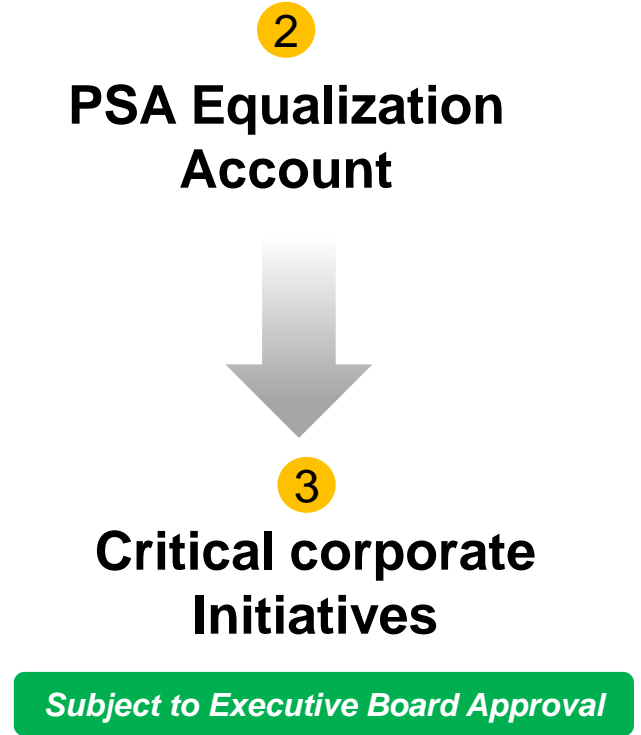 2
PSA Equalization
Account
3
Critical corporate
Initiatives
Subject to Executive Board Approval